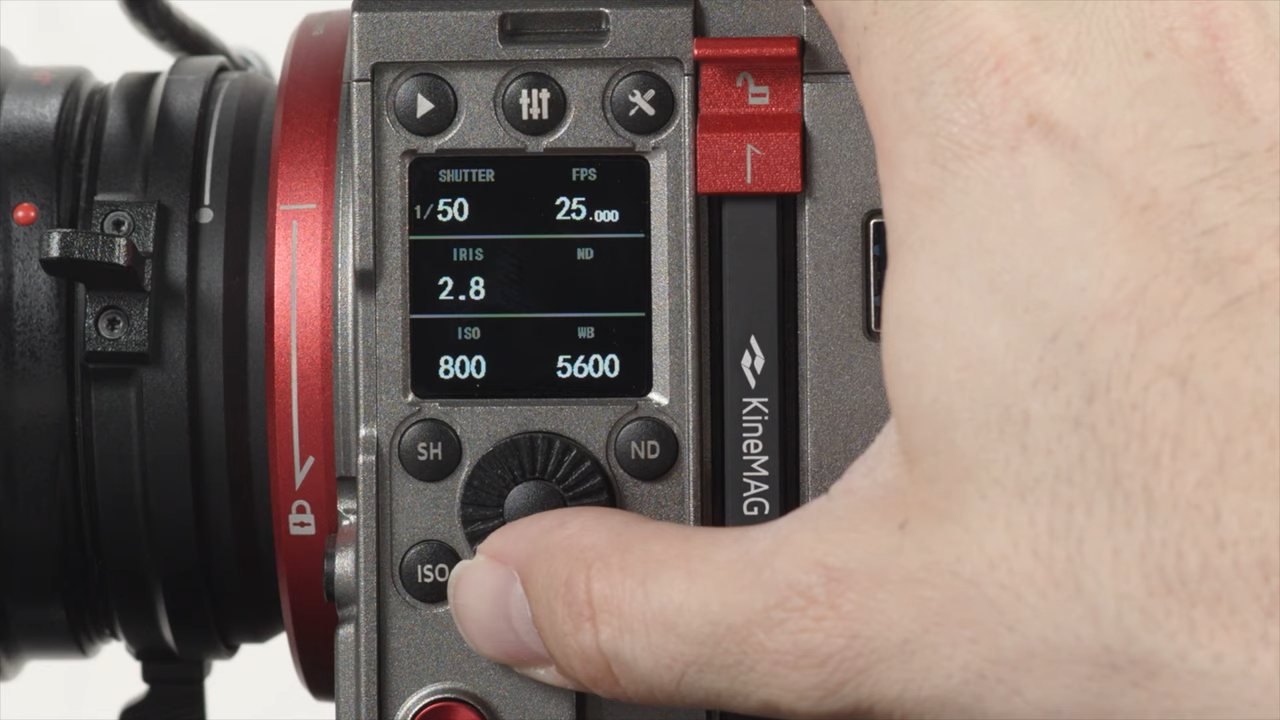 SHUTTER FPS
1/50 25.000
IRIS ND
2.8
ISO WB
800 5600
SH ND
ISO
KineMAG